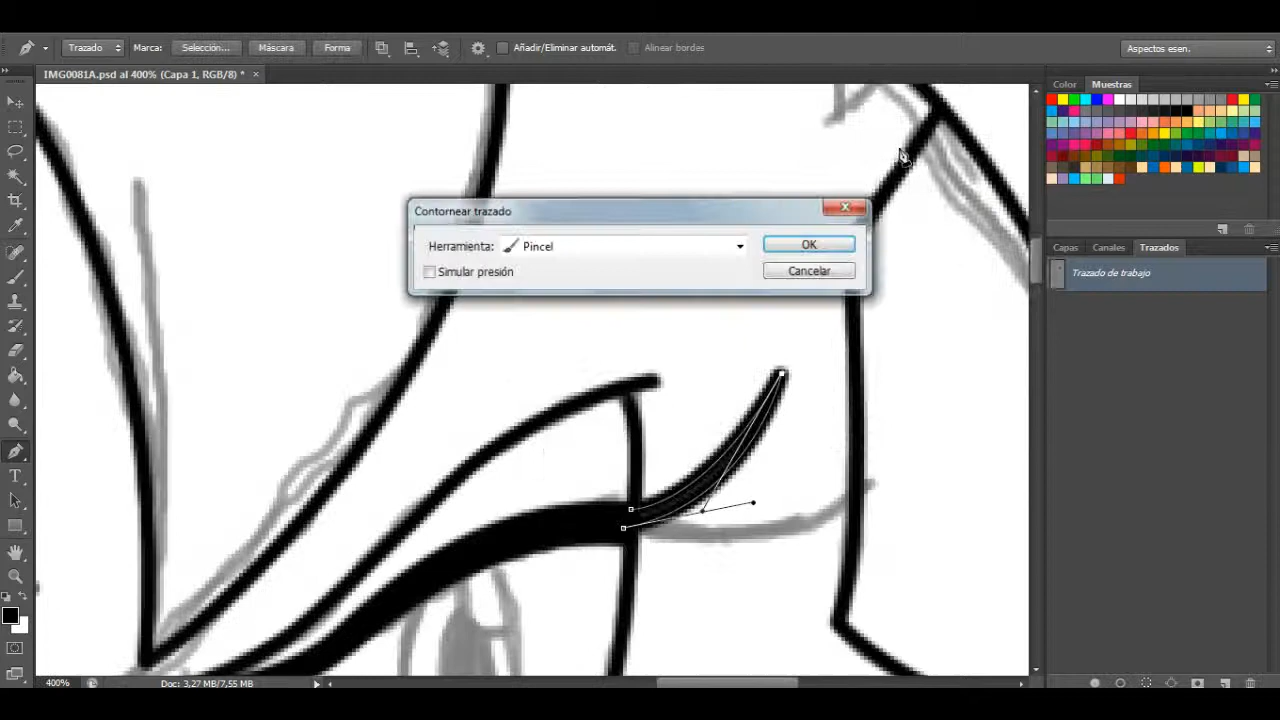 Trazado Marca: Selección... Máscara Forma Añadir/Eliminar automát. Alinear bordes Aspectos esen.
IMG0081A.psd al 400% (Capa 1, RGB/8) * ×
Color Muestras
Contornear trazado
Herramienta: Pincel OK
Simular presión Cancelar
Capas Canales Trazados
Trazado de trabajo
400% Doc: 3,27 MB/7,55 MB